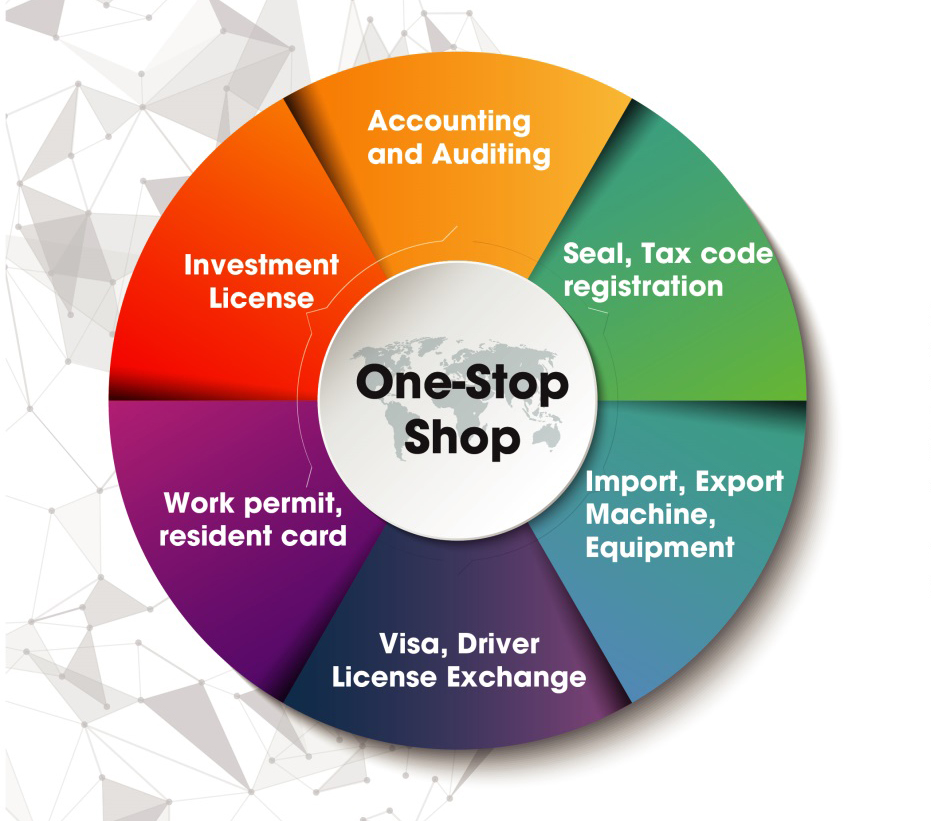 Accounting
and Auditing
Seal, Tax code
registration
Import, Export
Machine,
Equipment
Visa, Driver
License Exchange
Work permit,
resident card
Investment
License
One-Stop
Shop